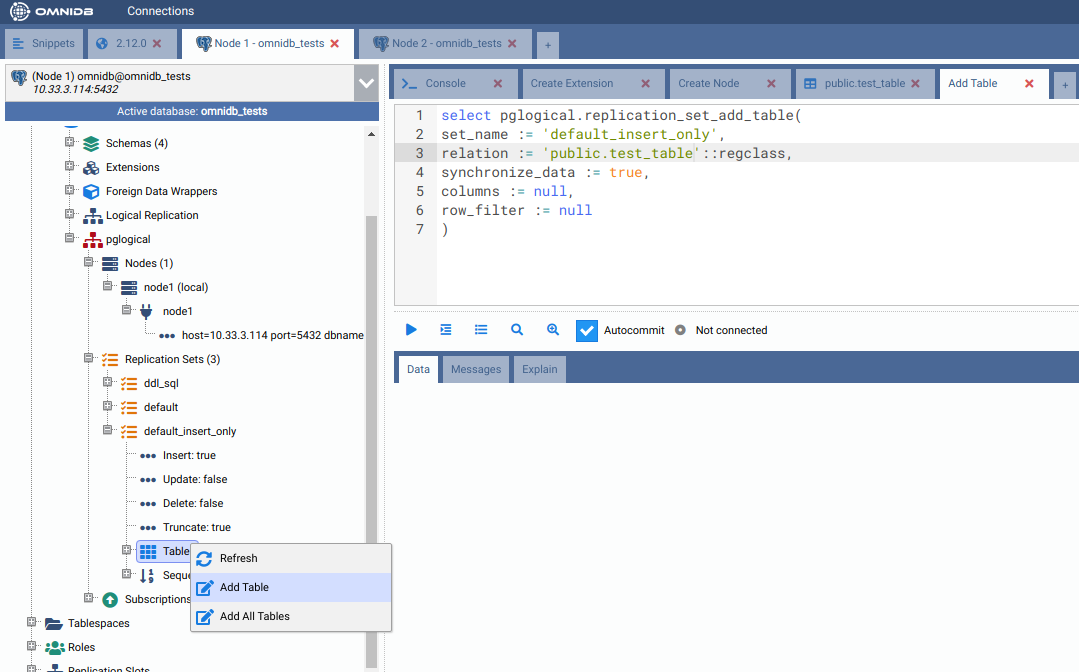 OMNIDB Connections
Snippets 2.12.0 Node 1 - omnidb_tests Node 2 - omnidb_tests +
(Node 1) omnidb@omnidb_tests
10.33.3.114:5432
Active database: omnidb_tests
Schemas (4)
Extensions
Foreign Data Wrappers
Logical Replication
pglogical
Nodes (1)
node1 (local)
node1
host=10.33.3.114 port=5432 dbname
Replication Sets (3)
ddl_sql
default
default_insert_only
Insert: true
Update: false
Delete: false
Truncate: true
Table
Seque
Subscriptions
Tablespaces
Roles
Replication Slots
Refresh
Add Table
Add All Tables
Console Create Extension Create Node public.test_table Add Table +
1 select pglogical.replication_set_add_table(
2 set_name := 'default_insert_only',
3 relation := 'public.test_table'::regclass,
4 synchronize_data := true,
5 columns := null,
6 row_filter := null
7 )
Autocommit Not connected
Data Messages Explain